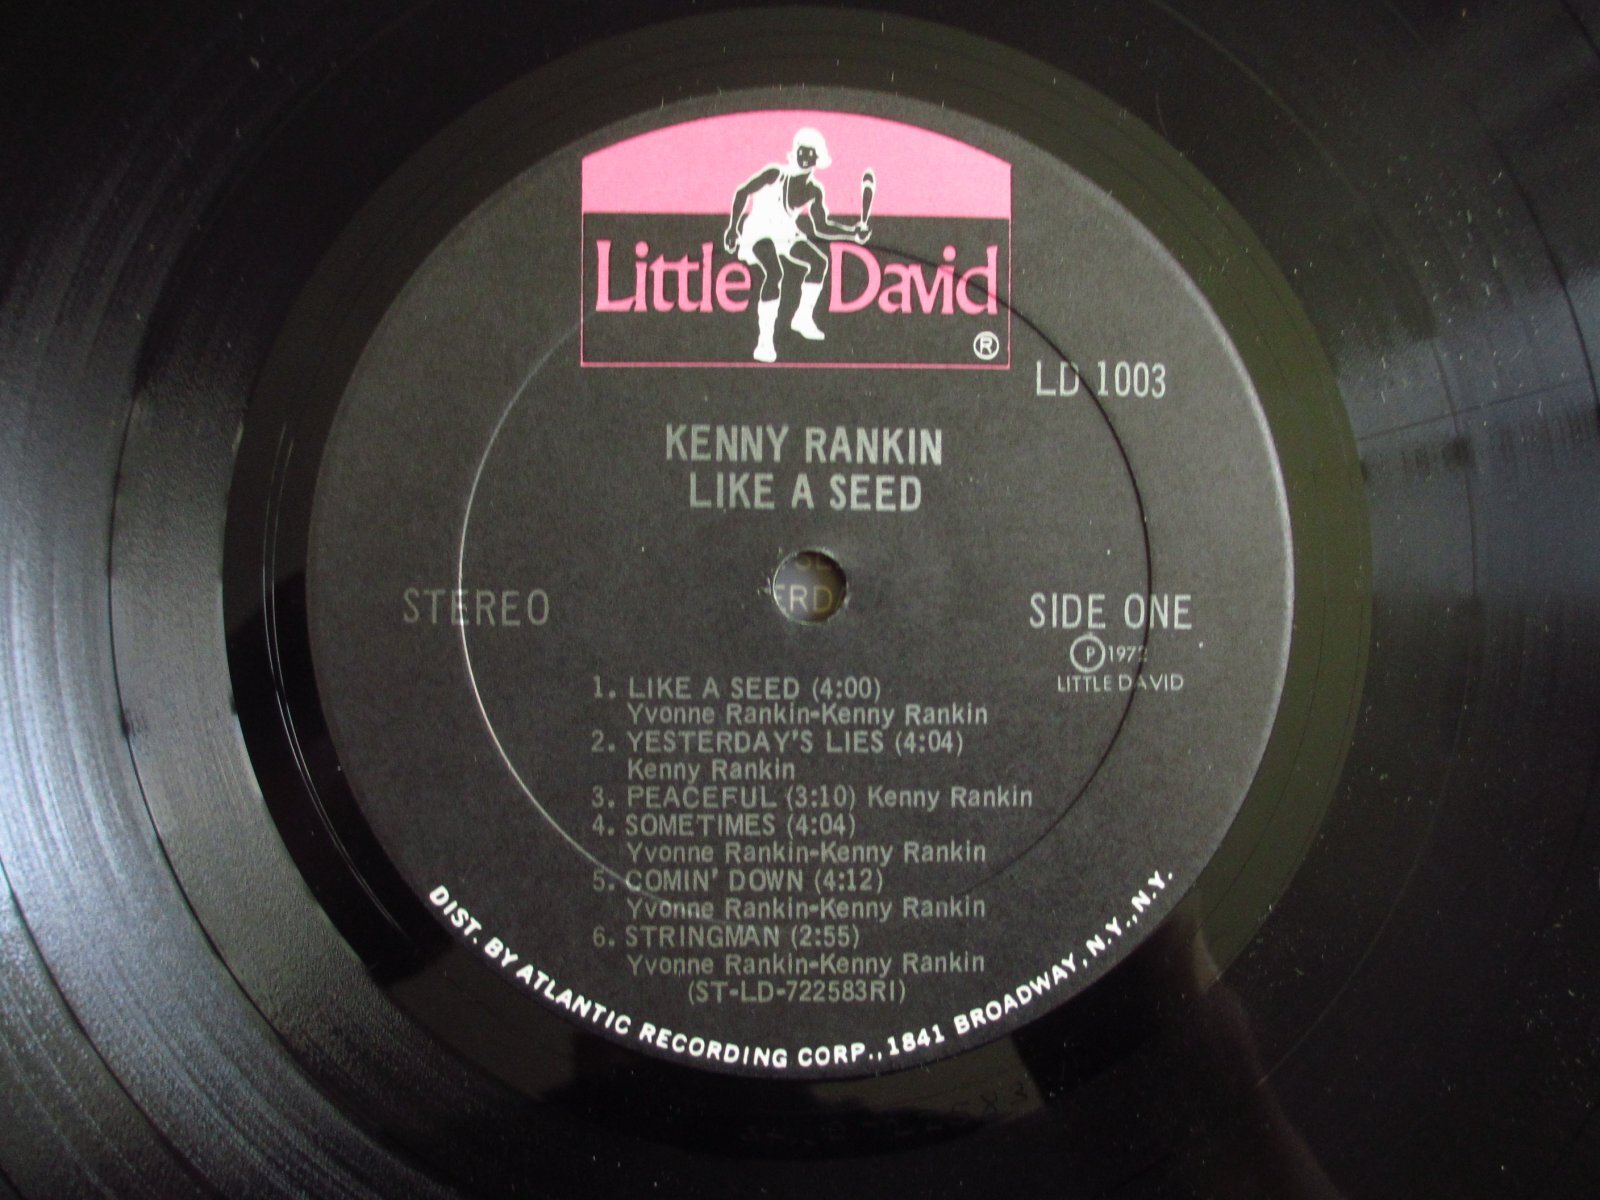 Little David
®
LD 1003
KENNY RANKIN
LIKE A SEED
ERD
STEREO
SIDE ONE
Ⓟ 1972
LITTLE DAVID
1. LIKE A SEED (4:00)
Yvonne Rankin-Kenny Rankin
2. YESTERDAY'S LIES (4:04)
Kenny Rankin
3. PEACEFUL (3:10) Kenny Rankin
4. SOMETIMES (4:04)
Yvonne Rankin-Kenny Rankin
5. COMIN' DOWN (4:12)
Yvonne Rankin-Kenny Rankin
6. STRINGMAN (2:55)
Yvonne Rankin-Kenny Rankin
(ST-LD-722583RI)
DIST. BY ATLANTIC RECORDING CORP., 1841 BROADWAY, N.Y., N.Y.